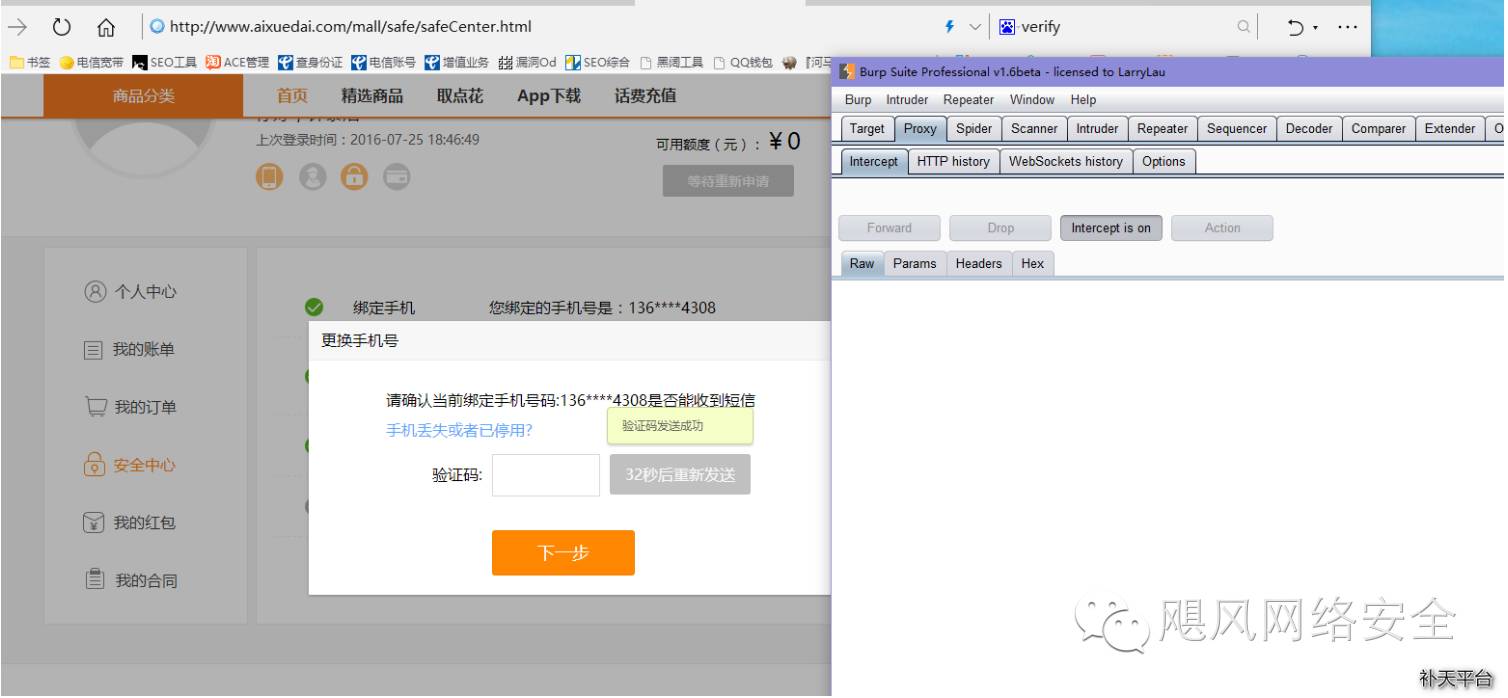 http://www.aixuedai.com/mall/safe/safeCenter.html
verify
书签 电信宽带 SEO工具 ACE管理 查身份证 电信账号 增值业务 漏洞Od SEO综合 黑阔工具 QQ钱包 『河马
商品分类 首页 精选商品 取点花 App下载 话费充值
上次登录时间：2016-07-25 18:46:49
可用额度（元）：¥0
等待重新申请
个人中心
我的账单
我的订单
安全中心
我的红包
我的合同
绑定手机 您绑定的手机号是：136****4308
更换手机号
请确认当前绑定手机号码:136****4308是否能收到短信
手机丢失或者已停用?
验证码发送成功
验证码:
32秒后重新发送
下一步
Burp Suite Professional v1.6beta - licensed to LarryLau
Burp Intruder Repeater Window Help
Target Proxy Spider Scanner Intruder Repeater Sequencer Decoder Comparer Extender O
Intercept HTTP history WebSockets history Options
Forward Drop Intercept is on Action
Raw Params Headers Hex
飓风网络安全
补天平台